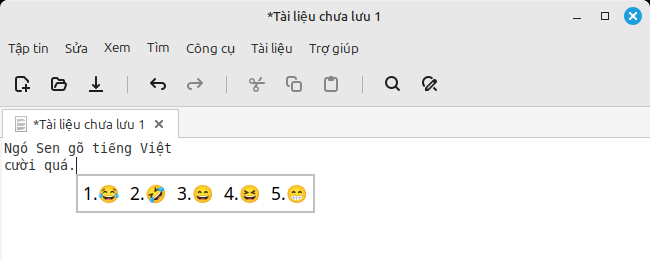 *Tài liệu chưa lưu 1
Tập tin Sửa Xem Tìm Công cụ Tài liệu Trợ giúp
*Tài liệu chưa lưu 1
Ngó Sen gõ tiếng Việt
cười quá.
1.😂 2.🤣 3.😄 4.😆 5.😁